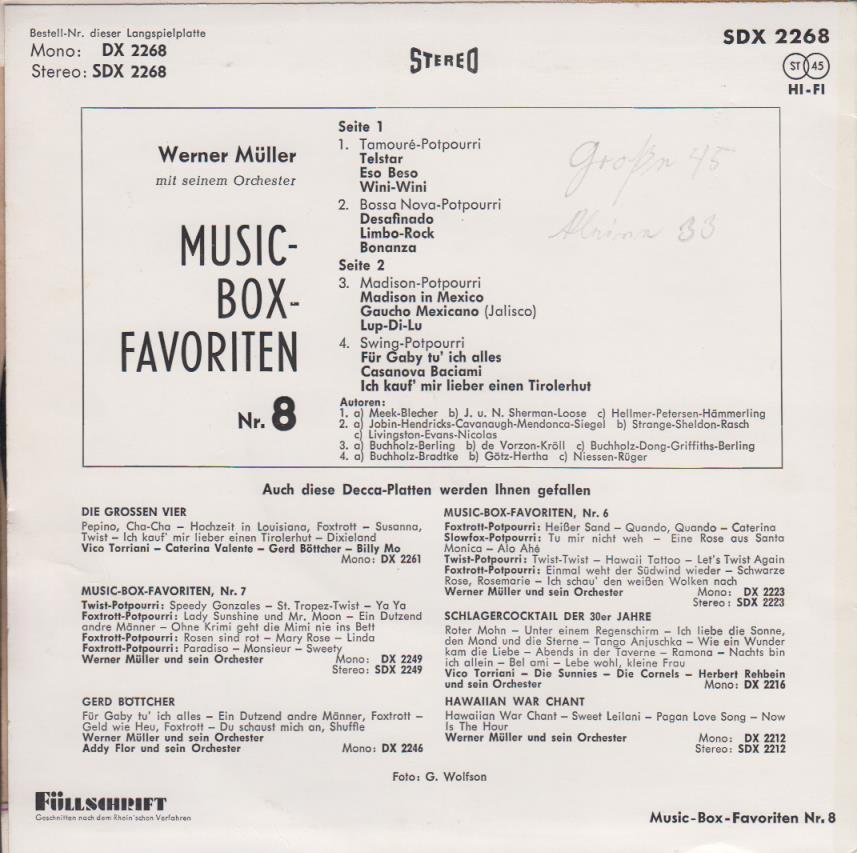 Bestell-Nr. dieser Langspielplatte
Mono: DX 2268
Stereo: SDX 2268
STEREO
SDX 2268
ST 45
HI-FI
Werner Müller
mit seinem Orchester
MUSIC-
BOX-
FAVORITEN
Nr. 8
Seite 1
1. Tamouré-Potpourri
Telstar
Eso Beso
Wini-Wini
2. Bossa Nova-Potpourri
Desafinado
Limbo-Rock
Bonanza
Seite 2
3. Madison-Potpourri
Madison in Mexico
Gaucho Mexicano (Jalisco)
Lup-Di-Lu
4. Swing-Potpourri
Für Gaby tu' ich alles
Casanova Baciami
Ich kauf' mir lieber einen Tirolerhut
45
33
Autoren:
1. a) Meek-Blecher b) J. u. N. Sherman-Loose c) Hellmer-Petersen-Hämmerling
2. a) Jobin-Hendricks-Cavanaugh-Mendonca-Siegel b) Strange-Sheldon-Rasch
c) Livingston-Evans-Nicolas
3. a) Buchholz-Berling b) de Vorzon-Kröll c) Buchholz-Dong-Griffiths-Berling
4. a) Buchholz-Bradtke b) Götz-Hertha c) Niessen-Rüger
Auch diese Decca-Platten werden Ihnen gefallen
DIE GROSSEN VIER
Pepino, Cha-Cha – Hochzeit in Louisiana, Foxtrott – Susanna,
Twist – Ich kauf' mir lieber einen Tirolerhut – Dixieland
Vico Torriani – Caterina Valente – Gerd Böttcher – Billy Mo
Mono: DX 2261
MUSIC-BOX-FAVORITEN, Nr. 7
Twist-Potpourri: Speedy Gonzales – St. Tropez-Twist – Ya Ya
Foxtrott-Potpourri: Lady Sunshine und Mr. Moon – Ein Dutzend
andre Männer – Ohne Krimi geht die Mimi nie ins Bett
Foxtrott-Potpourri: Rosen sind rot – Mary Rose – Linda
Foxtrott-Potpourri: Paradiso – Monsieur – Sweety
Werner Müller und sein Orchester Mono: DX 2249
Stereo: SDX 2249
GERD BÖTTCHER
Für Gaby tu' ich alles – Ein Dutzend andre Männer, Foxtrott –
Geld wie Heu, Foxtrott – Du schaust mich an, Shuffle
Werner Müller und sein Orchester
Addy Flor und sein Orchester Mono: DX 2246
MUSIC-BOX-FAVORITEN, Nr. 6
Foxtrott-Potpourri: Heißer Sand – Quando, Quando – Caterina
Slowfox-Potpourri: Tu mir nicht weh – Eine Rose aus Santa
Monica – Alo Ahé
Twist-Potpourri: Twist-Twist – Hawaii Tattoo – Let's Twist Again
Foxtrott-Potpourri: Einmal weht der Südwind wieder – Schwarze
Rose, Rosemarie – Ich schau' den weißen Wolken nach
Werner Müller und sein Orchester Mono: DX 2223
Stereo: SDX 2223
SCHLAGERCOCKTAIL DER 30er JAHRE
Roter Mohn – Unter einem Regenschirm – Ich liebe die Sonne,
den Mond und die Sterne – Tango Anjuschka – Wie ein Wunder
kam die Liebe – Abends in der Taverne – Ramona – Nachts bin
ich allein – Bel ami – Lebe wohl, kleine Frau
Vico Torriani – Die Sunnies – Die Cornels – Herbert Rehbein
und sein Orchester Mono: DX 2216
HAWAIIAN WAR CHANT
Hawaiian War Chant – Sweet Leilani – Pagan Love Song – Now
Is The Hour
Werner Müller und sein Orchester Mono: DX 2212
Stereo: SDX 2212
Foto: G. Wolfson
FÜLLSCHRIFT
Geschnitten nach dem Rhein'schen Verfahren
Music-Box-Favoriten Nr. 8